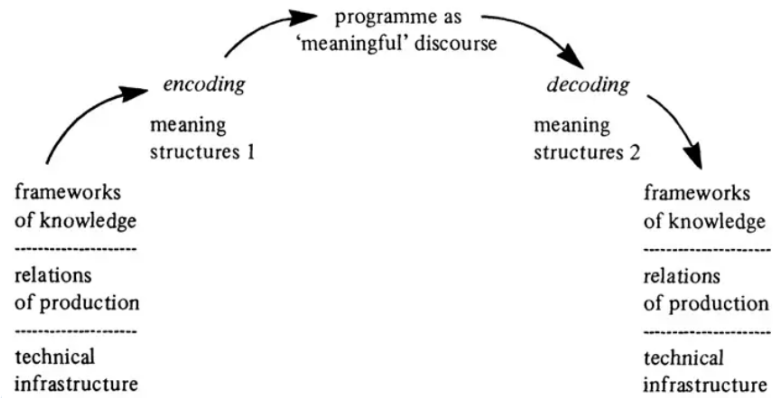 programme as
'meaningful' discourse
encoding
meaning
structures 1
decoding
meaning
structures 2
frameworks
of knowledge
relations
of production
technical
infrastructure
frameworks
of knowledge
relations
of production
technical
infrastructure